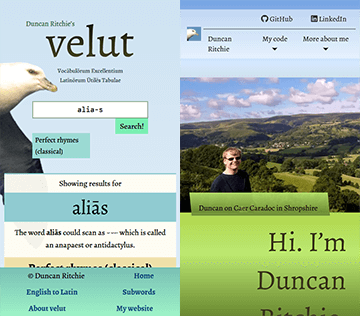 Duncan Ritchie's
velut
Vocābulōrum Excellentium
Latīnōrum Ūtilēs Tabulae
alia-s
Search!
Perfect rhymes
(classical)
Showing results for
aliās
The word aliās could scan as ––– which is called
an anapaest or antidactylus.
Perfect rhymes (classical)
© Duncan Ritchie
Home
English to Latin
Subwords
About velut
My website
GitHub
LinkedIn
Duncan
Ritchie
My code
More about me
Duncan on Caer Caradoc in Shropshire
Hi. I'm
Duncan
Ritchie